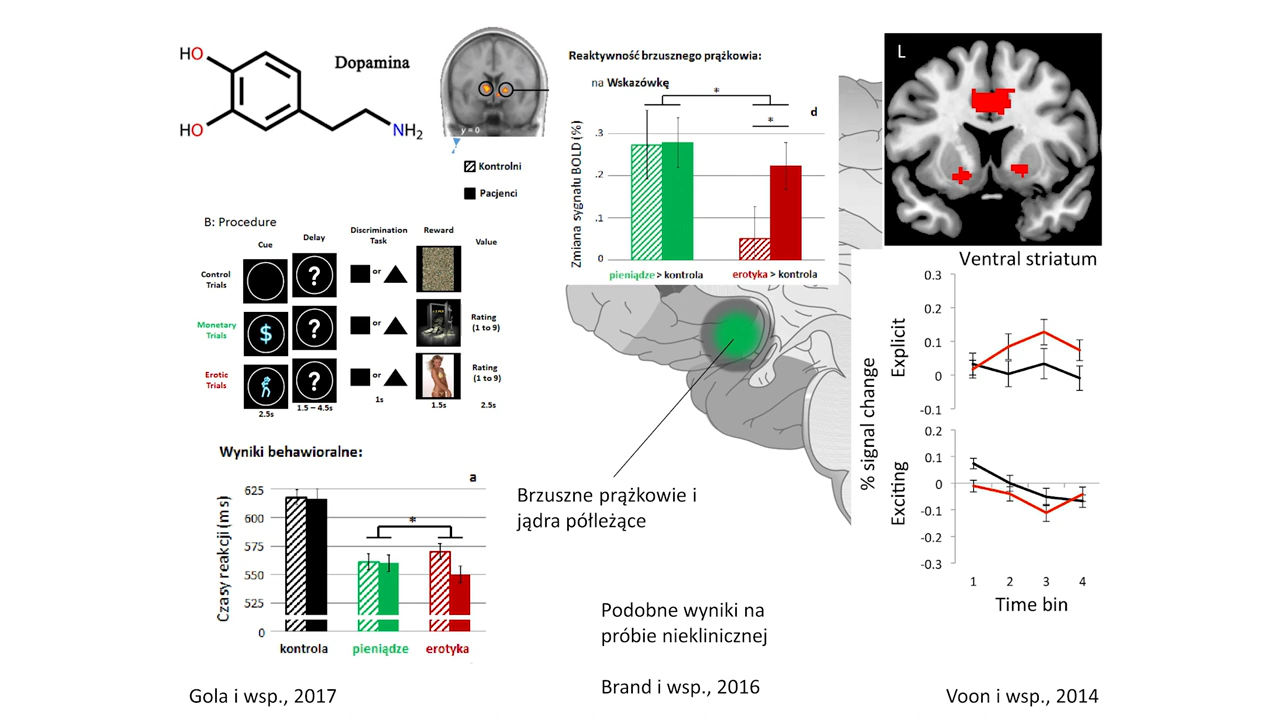 HO
HO
NH2
Dopamina
y = 0
Kontrolni
Pacjenci
B: Procedure
Cue
Delay
Discrimination
Task
Reward
Value
Control
Trials
?
or
Monetary
Trials
$
?
or
Rating
(1 to 9)
Erotic
Trials
?
or
Rating
(1 to 9)
2.5s
1.5 – 4.5s
1s
1.5s
2.5s
Wyniki behawioralne:
a
Czasy reakcji (ms)
625
600
575
550
525
0
*
kontrola
pieniądze
erotyka
Gola i wsp., 2017
Reaktywność brzusznego prążkowia:
na Wskazówkę
d
*
*
Zmiana sygnału BOLD (%)
.3
.2
.1
0
pieniądze > kontrola
erotyka > kontrola
Brzuszne prążkowie i
jądra półleżące
Podobne wyniki na
próbie nieklinicznej
Brand i wsp., 2016
L
Ventral striatum
% signal change
Explicit
0.3
0.2
0.1
0
-0.1
Exciting
0.2
0.1
0
-0.1
-0.2
-0.3
1 2 3 4
Time bin
Voon i wsp., 2014